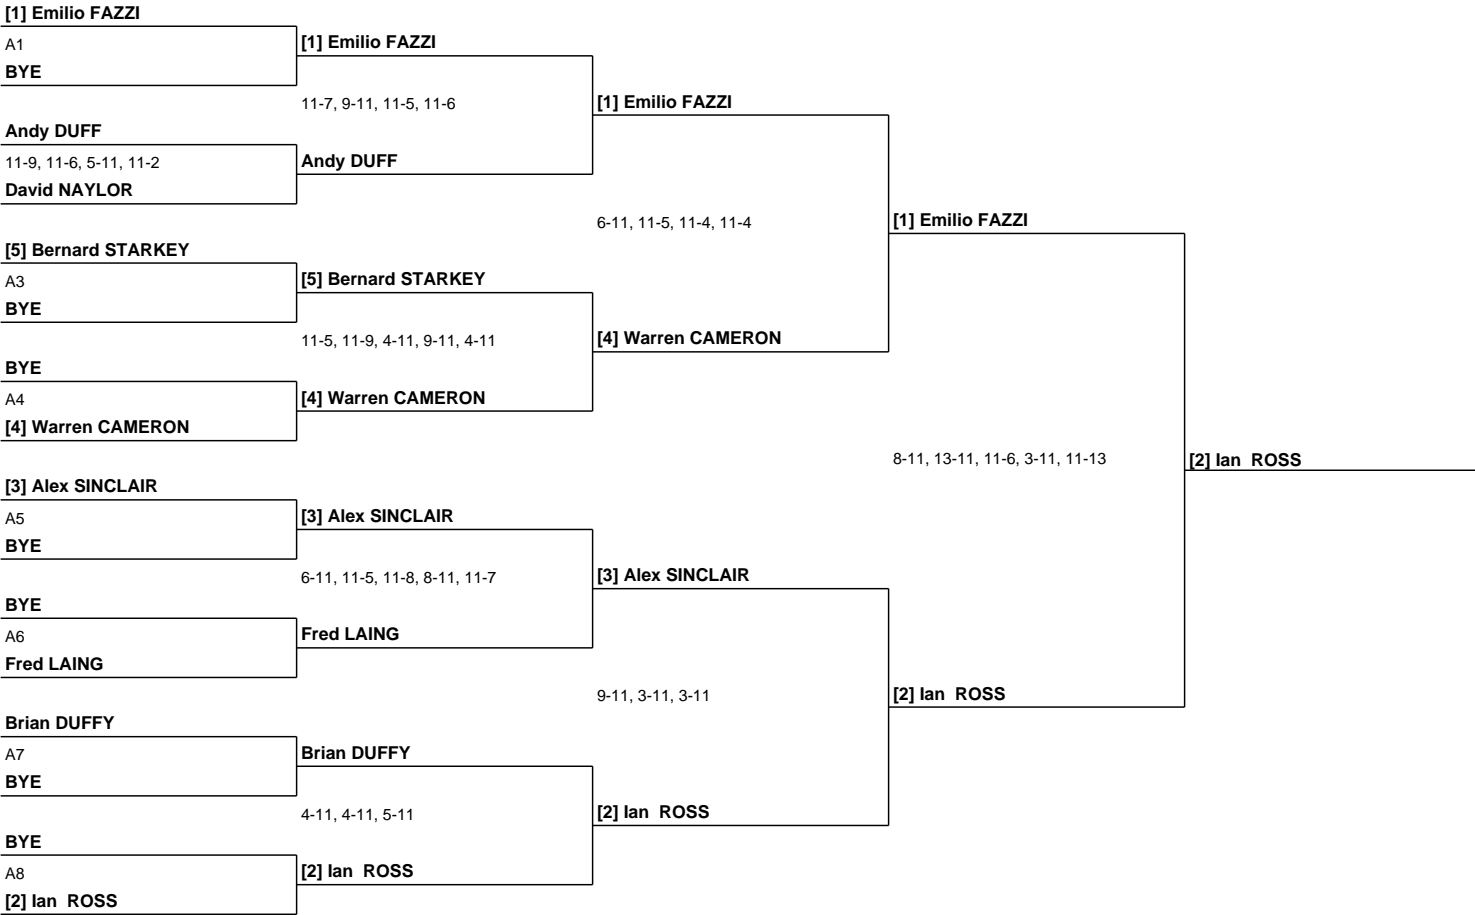 [1] Emilio FAZZI
A1
BYE
Andy DUFF
11-9, 11-6, 5-11, 11-2
David NAYLOR
[5] Bernard STARKEY
A3
BYE
BYE
A4
[4] Warren CAMERON
[3] Alex SINCLAIR
A5
BYE
BYE
A6
Fred LAING
Brian DUFFY
A7
BYE
BYE
A8
[2] Ian ROSS
[1] Emilio FAZZI
11-7, 9-11, 11-5, 11-6
Andy DUFF
[5] Bernard STARKEY
11-5, 11-9, 4-11, 9-11, 4-11
[4] Warren CAMERON
[3] Alex SINCLAIR
6-11, 11-5, 11-8, 8-11, 11-7
Fred LAING
Brian DUFFY
4-11, 4-11, 5-11
[2] Ian ROSS
[1] Emilio FAZZI
6-11, 11-5, 11-4, 11-4
[4] Warren CAMERON
[3] Alex SINCLAIR
9-11, 3-11, 3-11
[2] Ian ROSS
[1] Emilio FAZZI
8-11, 13-11, 11-6, 3-11, 11-13
[2] Ian ROSS
[2] Ian ROSS